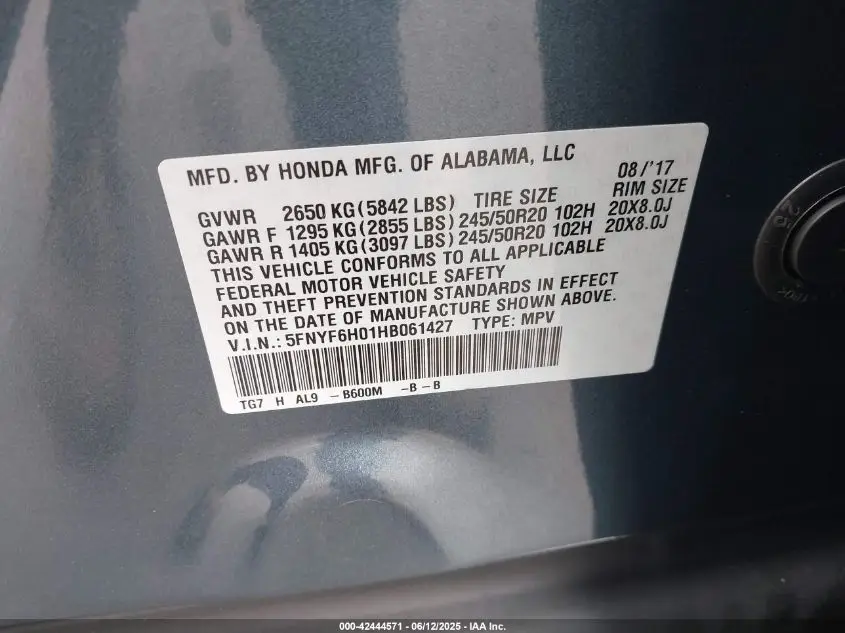 MFD. BY HONDA MFG. OF ALABAMA, LLC 08/'17
GVWR 2650 KG(5842 LBS) TIRE SIZE RIM SIZE
GAWR F 1295 KG(2855 LBS) 245/50R20 102H 20X8.0J
GAWR R 1405 KG(3097 LBS) 245/50R20 102H 20X8.0J
THIS VEHICLE CONFORMS TO ALL APPLICABLE
FEDERAL MOTOR VEHICLE SAFETY
AND THEFT PREVENTION STANDARDS IN EFFECT
ON THE DATE OF MANUFACTURE SHOWN ABOVE.
V.I.N.: 5FNYF6H01HB061427 TYPE: MPV
TG7 H AL9 -B600M -B-B
25
000-42444571 | 06/12/2025 - IAA Inc.